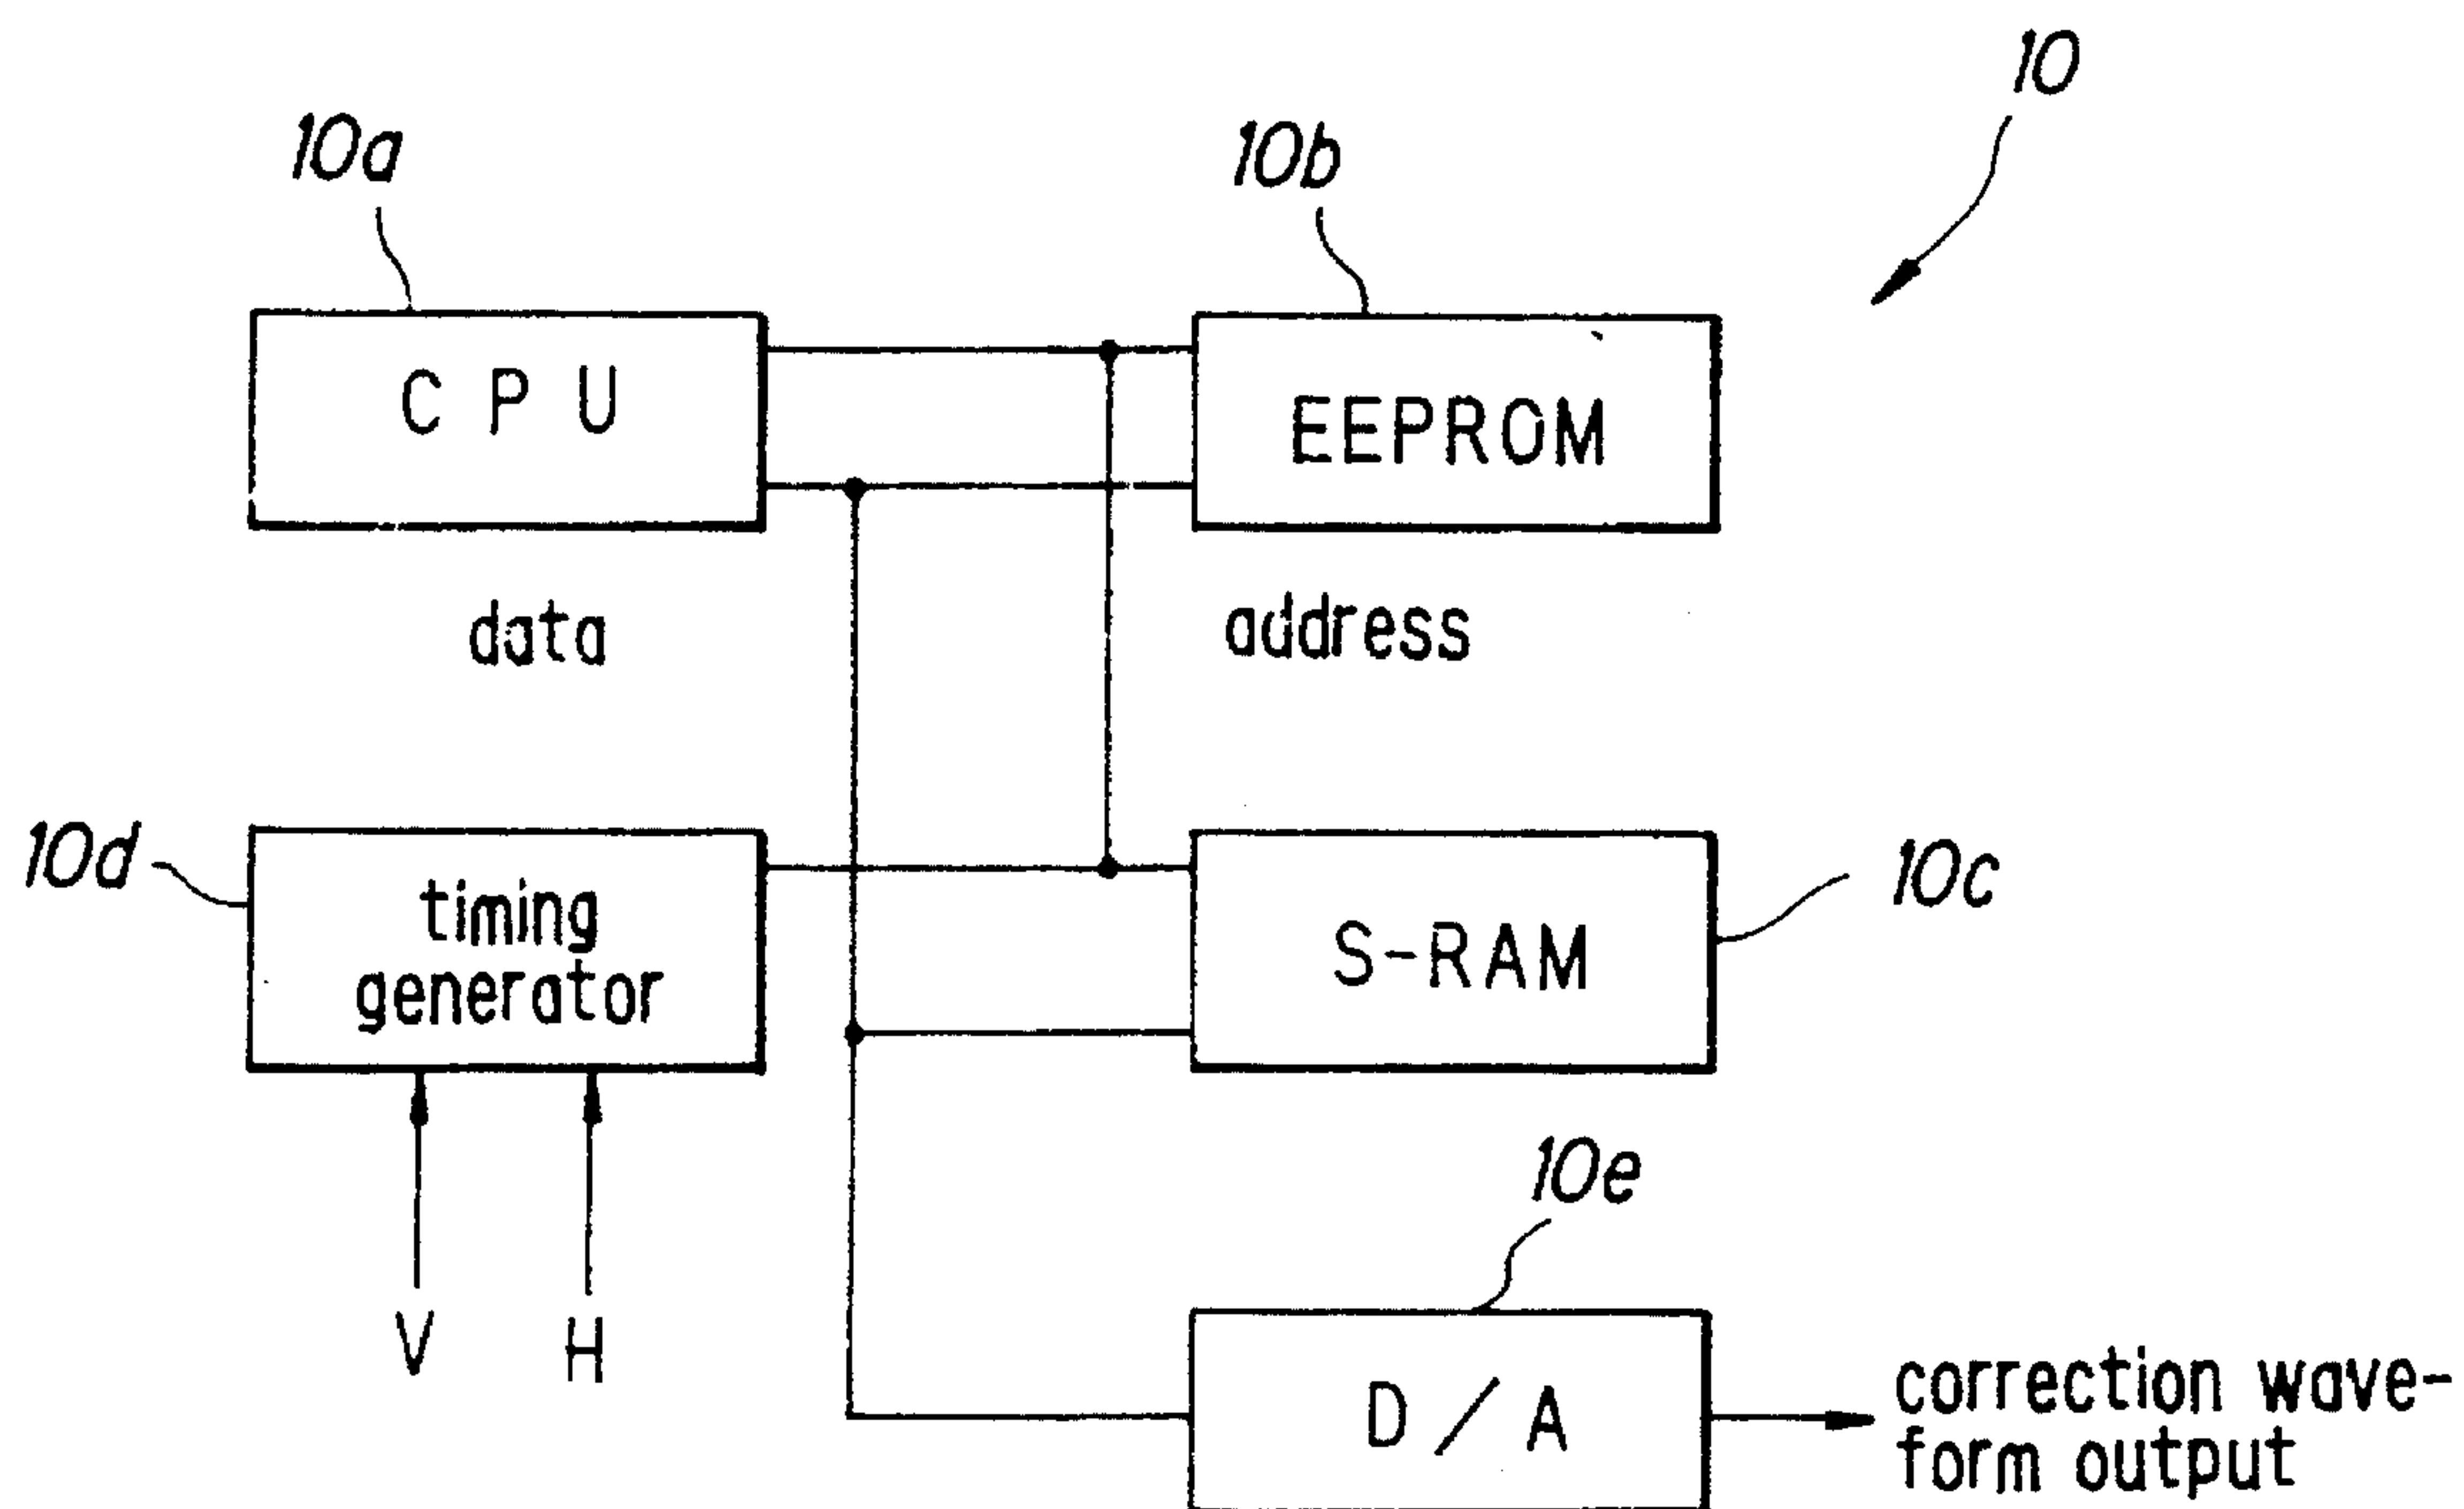 10
10a
10b
C P U
EEPROM
data
address
10d
10c
timing
generator
S-RAM
10e
V
H
D/A
correction wave-
form output